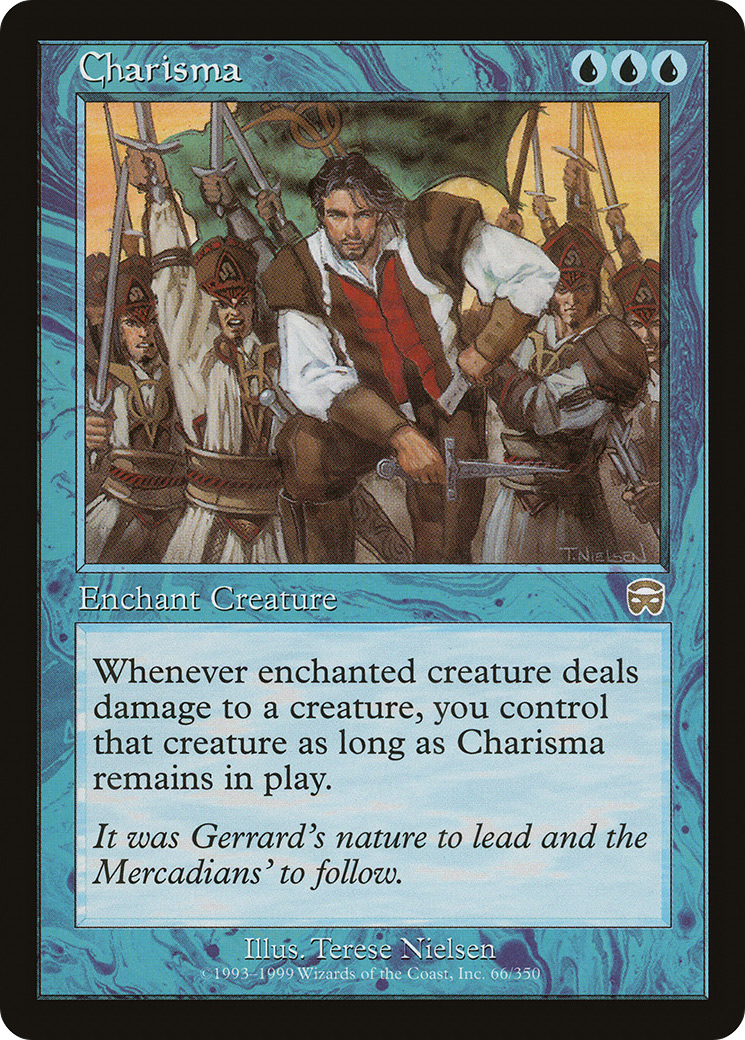 Charisma
T. NIELSEN
Enchant Creature
Whenever enchanted creature deals
damage to a creature, you control
that creature as long as Charisma
remains in play.
It was Gerrard's nature to lead and the
Mercadians' to follow.
Illus. Terese Nielsen
© 1993–1999 Wizards of the Coast, Inc. 66/350